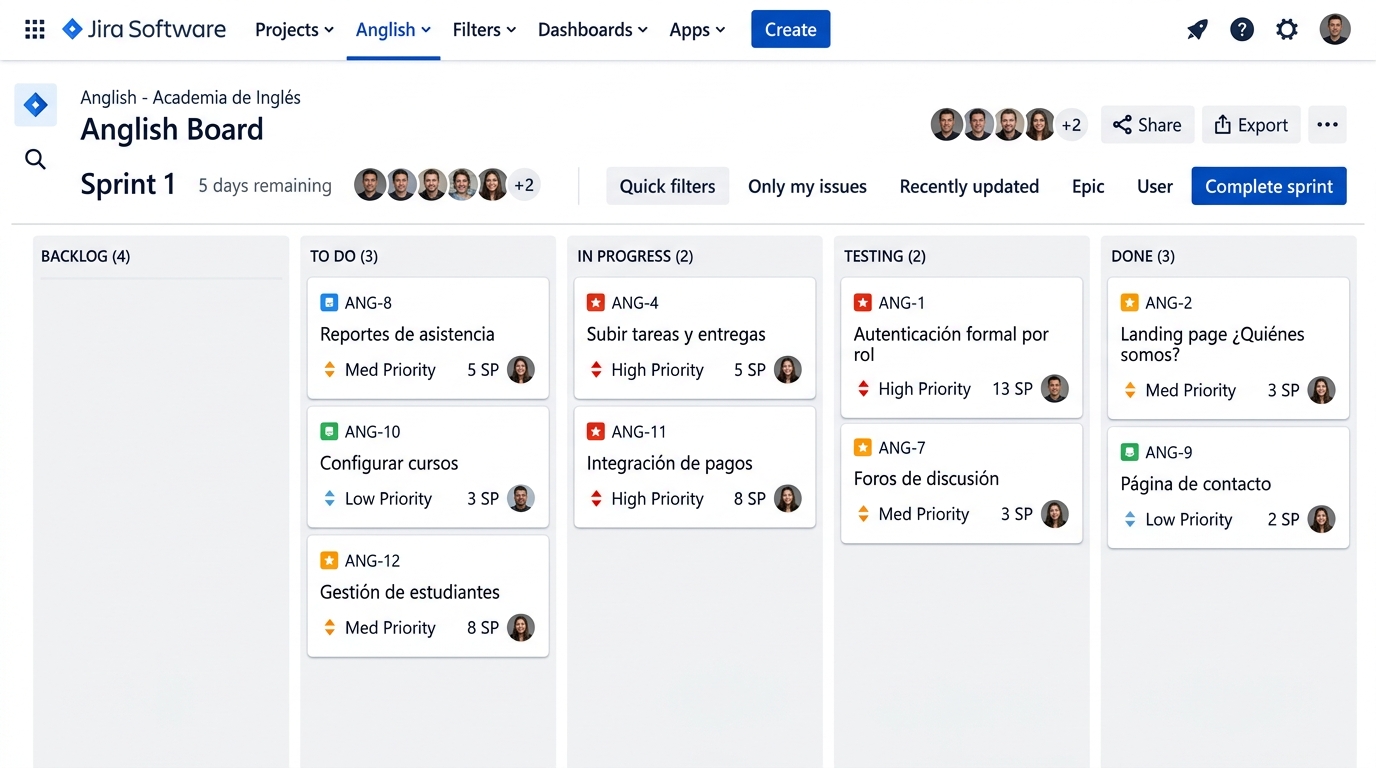 Jira Software
Projects
Anglish
Filters
Dashboards
Apps
Create
?
Anglish - Academia de Inglés
Anglish Board
+2
Share
Export
Sprint 1
5 days remaining
+2
Quick filters
Only my issues
Recently updated
Epic
User
Complete sprint
BACKLOG (4)
TO DO (3)
ANG-8
Reportes de asistencia
Med Priority 5 SP
ANG-10
Configurar cursos
Low Priority 3 SP
ANG-12
Gestión de estudiantes
Med Priority 8 SP
IN PROGRESS (2)
ANG-4
Subir tareas y entregas
High Priority 5 SP
ANG-11
Integración de pagos
High Priority 8 SP
TESTING (2)
ANG-1
Autenticación formal por
rol
High Priority 13 SP
ANG-7
Foros de discusión
Med Priority 3 SP
DONE (3)
ANG-2
Landing page ¿Quiénes
somos?
Med Priority 3 SP
ANG-9
Página de contacto
Low Priority 2 SP